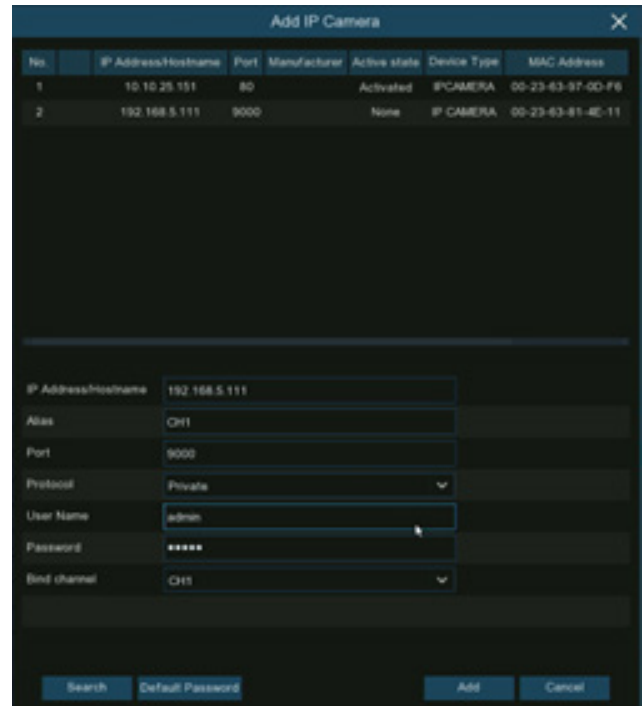 Add IP Camera
No. IP Address/Hostname Port Manufacturer Active state Device Type MAC Address
1 10.10.25.151 80 Activated IPCAMERA 00-23-63-97-0D-F6
2 192.168.5.111 9000 None IP CAMERA 00-23-63-81-4E-11
IP Address/Hostname 192.168.5.111
Alias CH1
Port 9000
Protocol Private
User Name admin
Password •••••
Bind channel CH1
Search Default Password Add Cancel